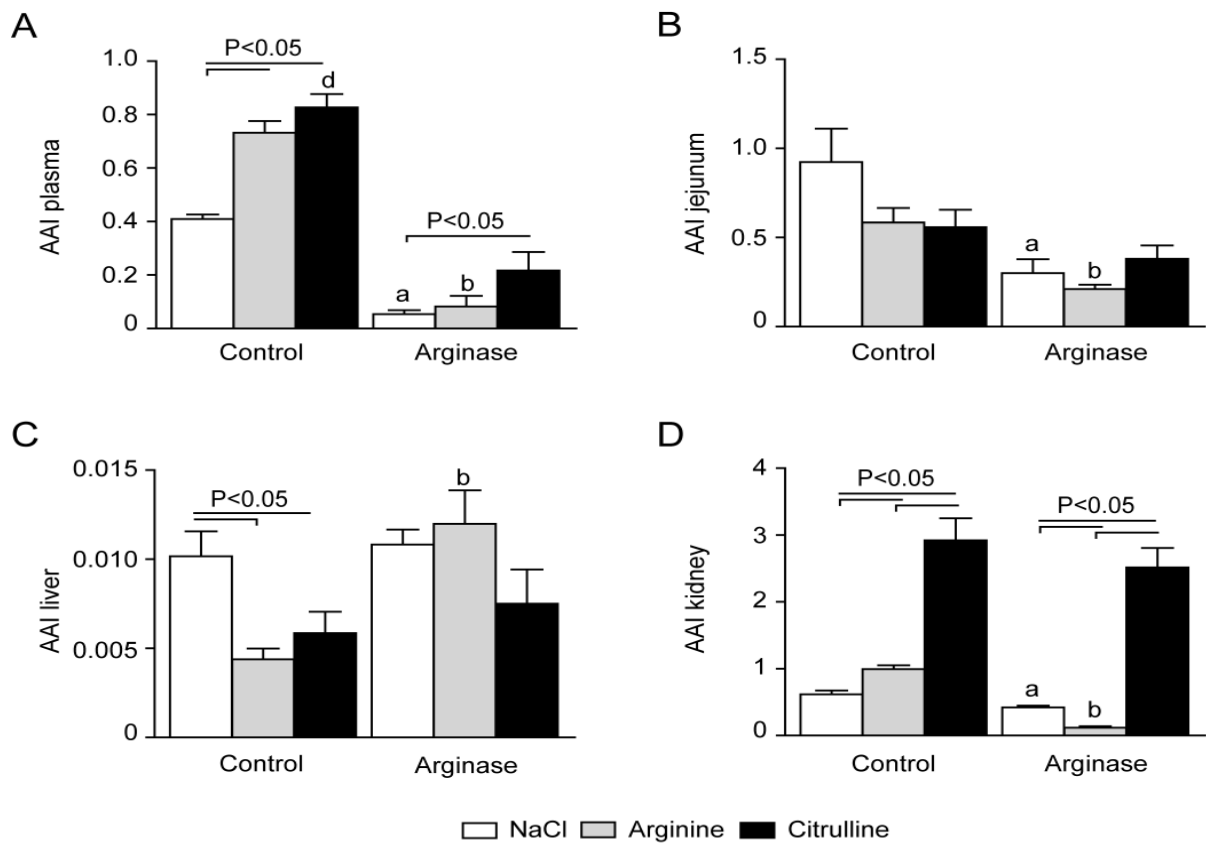 A
AAI plasma
1.0
0.8
0.6
0.4
0.2
0
P<0.05
d
P<0.05
a
b
Control
Arginase
B
AAI jejunum
1.5
1.0
0.5
0
a
b
Control
Arginase
C
AAI liver
0.015
0.010
0.005
0
P<0.05
b
Control
Arginase
D
AAI kidney
4
3
2
1
0
P<0.05
P<0.05
a
b
Control
Arginase
NaCl Arginine Citrulline